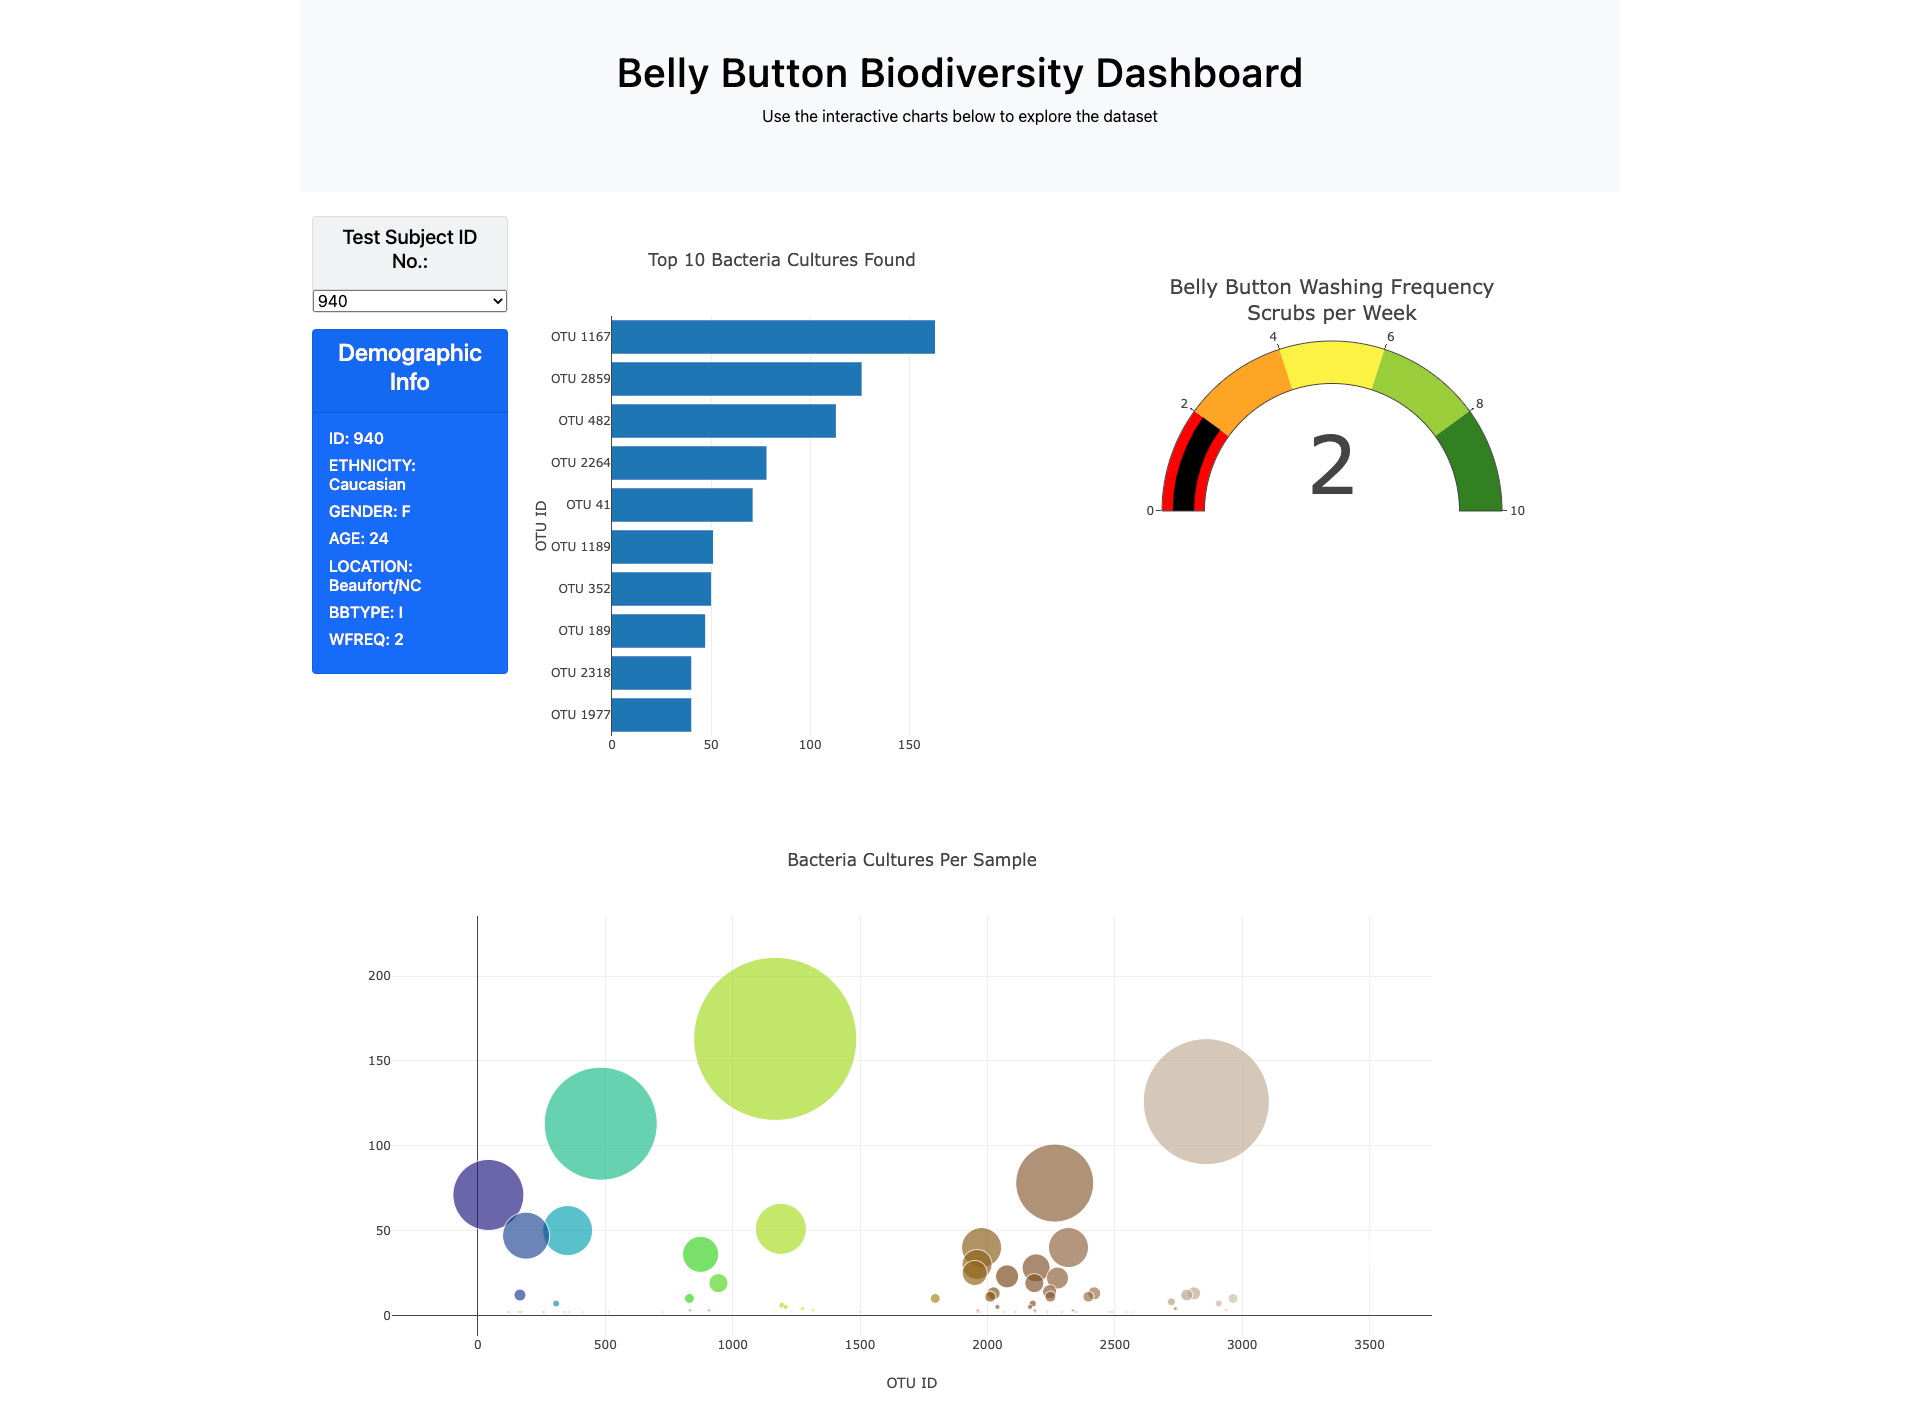 Belly Button Biodiversity Dashboard
Use the interactive charts below to explore the dataset
Test Subject ID
No.:
940
Demographic
Info
ID: 940
ETHNICITY:
Caucasian
GENDER: F
AGE: 24
LOCATION:
Beaufort/NC
BBTYPE: I
WFREQ: 2
Top 10 Bacteria Cultures Found
OTU ID
OTU 1167
OTU 2859
OTU 482
OTU 2264
OTU 41
OTU 1189
OTU 352
OTU 189
OTU 2318
OTU 1977
0 50 100 150
Belly Button Washing Frequency
Scrubs per Week
4 6
2 8
2
0 10
Bacteria Cultures Per Sample
200
150
100
50
0
0 500 1000 1500 2000 2500 3000 3500
OTU ID